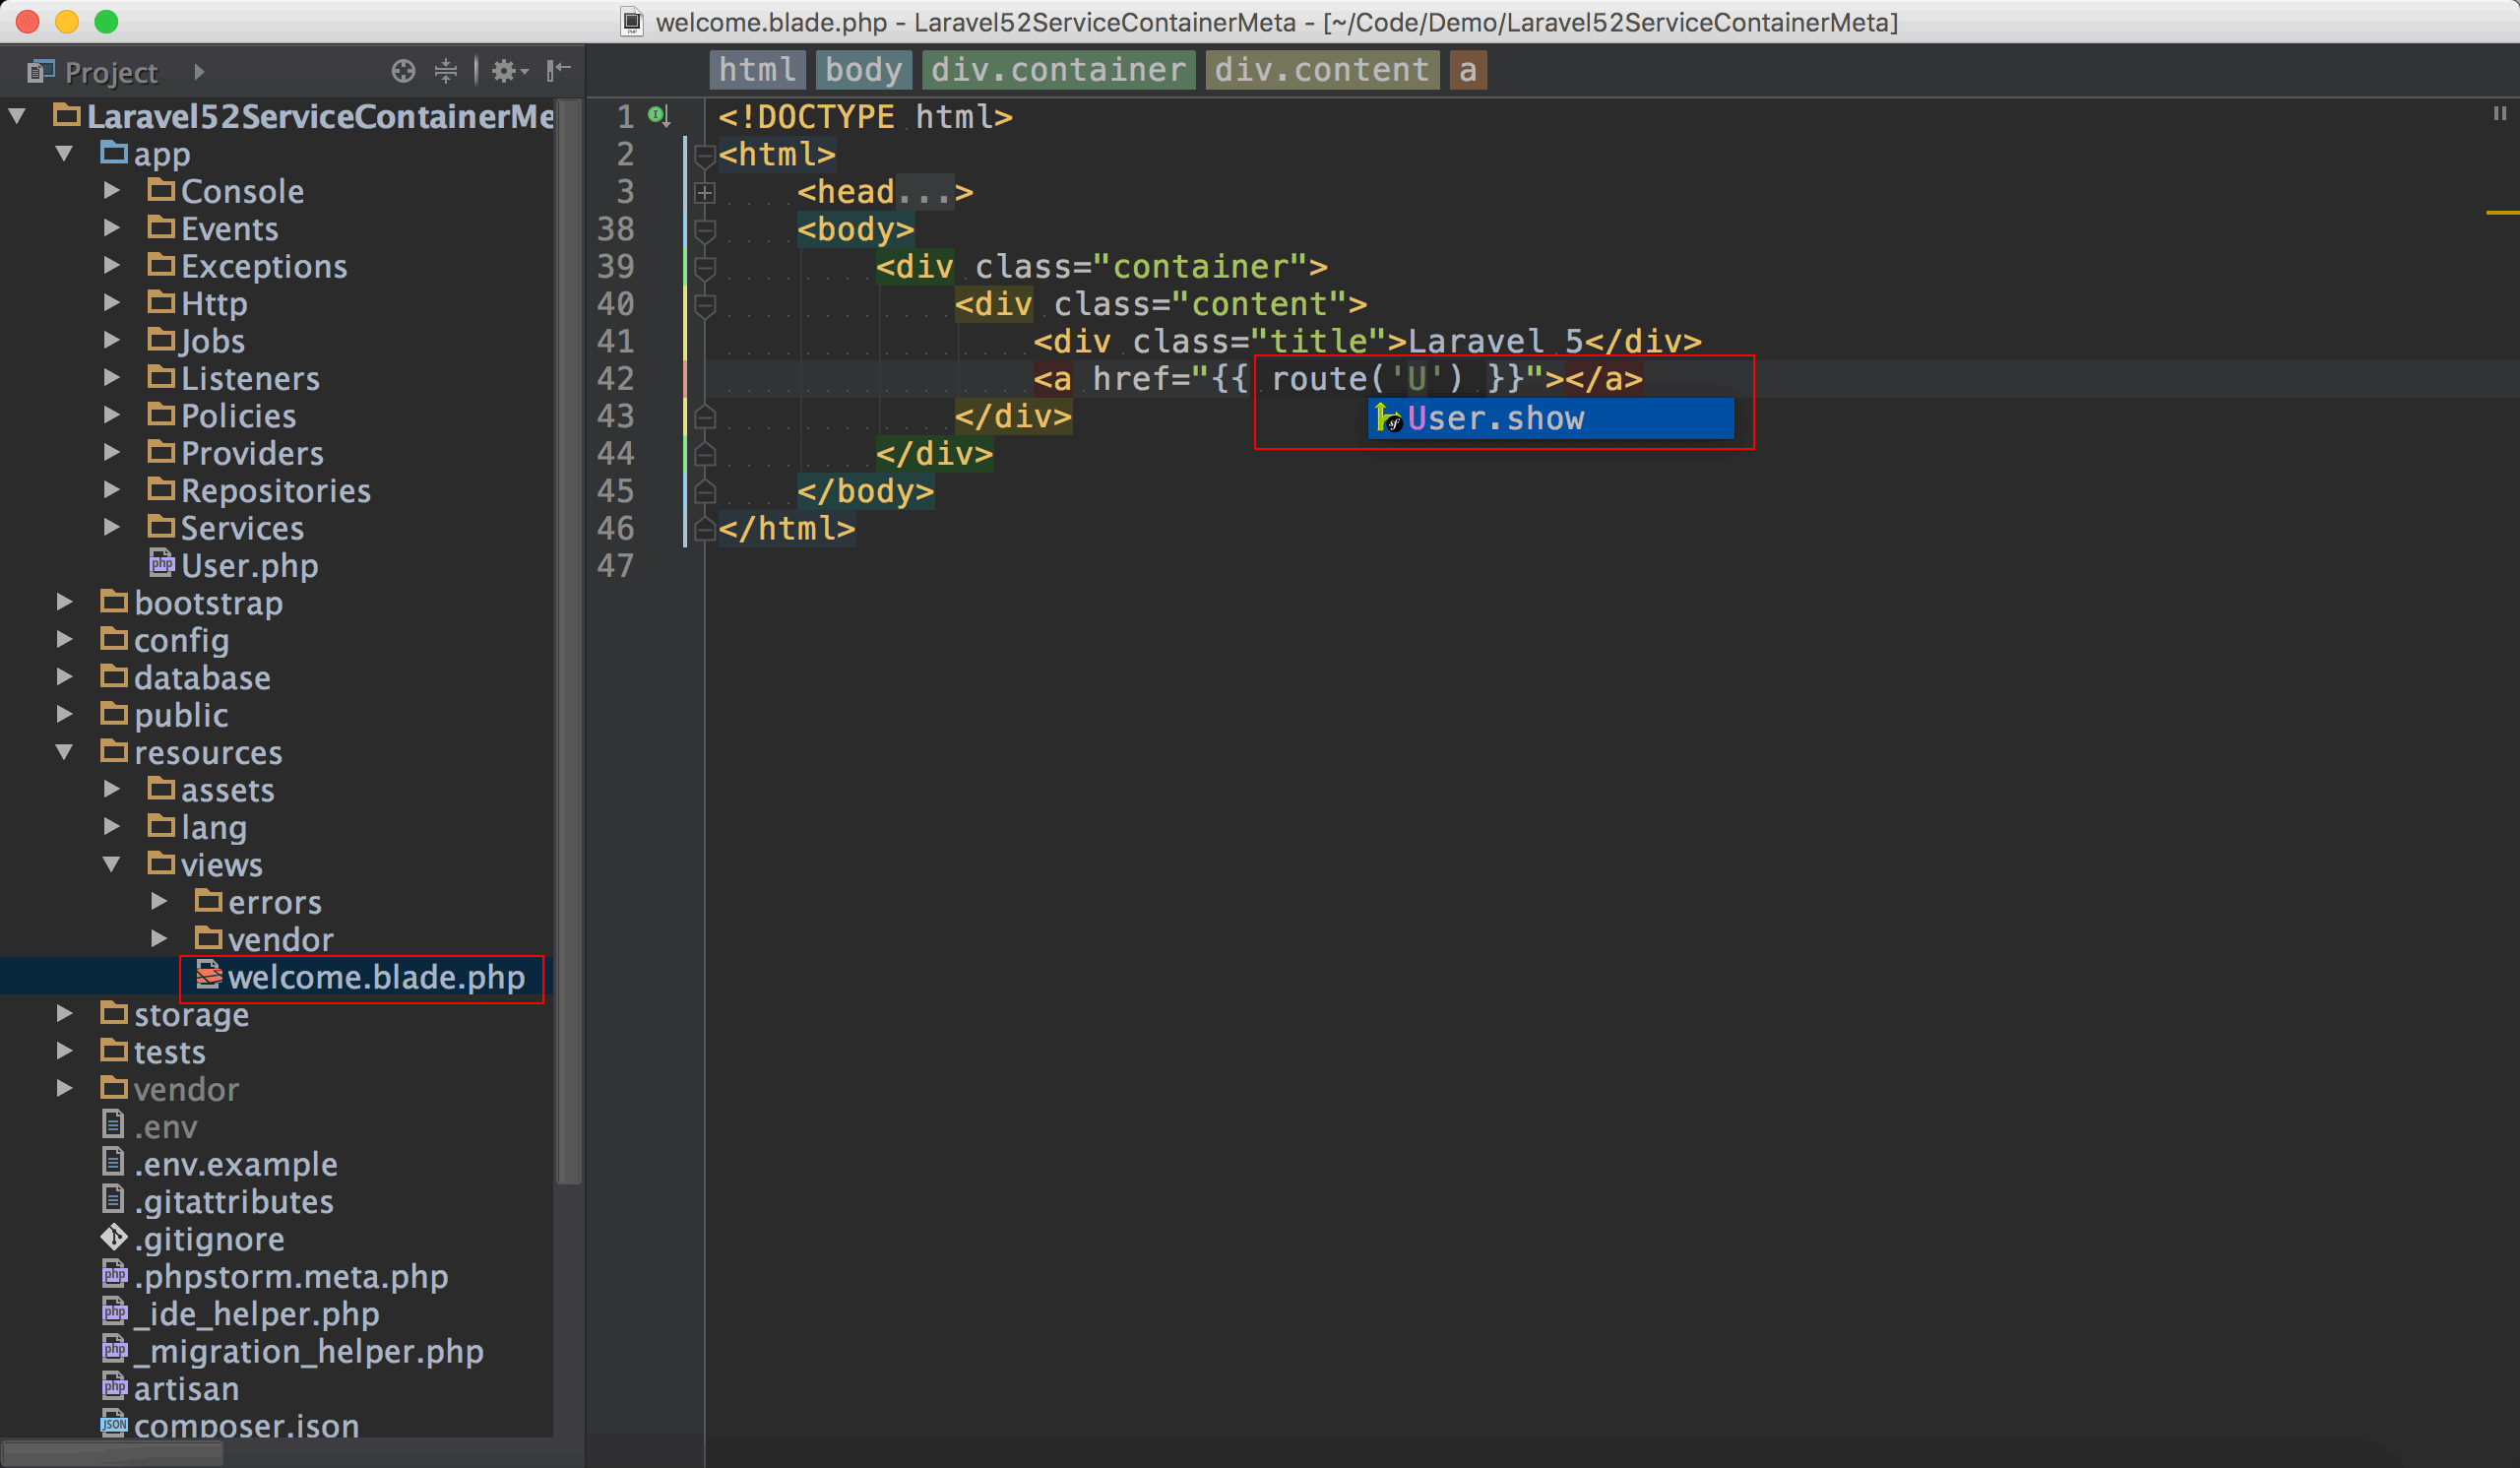 welcome.blade.php - Laravel52ServiceContainerMeta - [~/Code/Demo/Laravel52ServiceContainerMeta]
Project
html body div.container div.content a
Laravel52ServiceContainerMe
app
Console
Events
Exceptions
Http
Jobs
Listeners
Policies
Providers
Repositories
Services
User.php
bootstrap
config
database
public
resources
assets
lang
views
errors
vendor
welcome.blade.php
storage
tests
vendor
.env
.env.example
.gitattributes
.gitignore
.phpstorm.meta.php
_ide_helper.php
_migration_helper.php
artisan
composer.json
1 <!DOCTYPE html>
2 <html>
3 <head...>
38 <body>
39 <div class="container">
40 <div class="content">
41 <div class="title">Laravel 5</div>
42 <a href="{{ route('U') }}"></a>
User.show
43 </div>
44 </div>
45 </body>
46 </html>
47